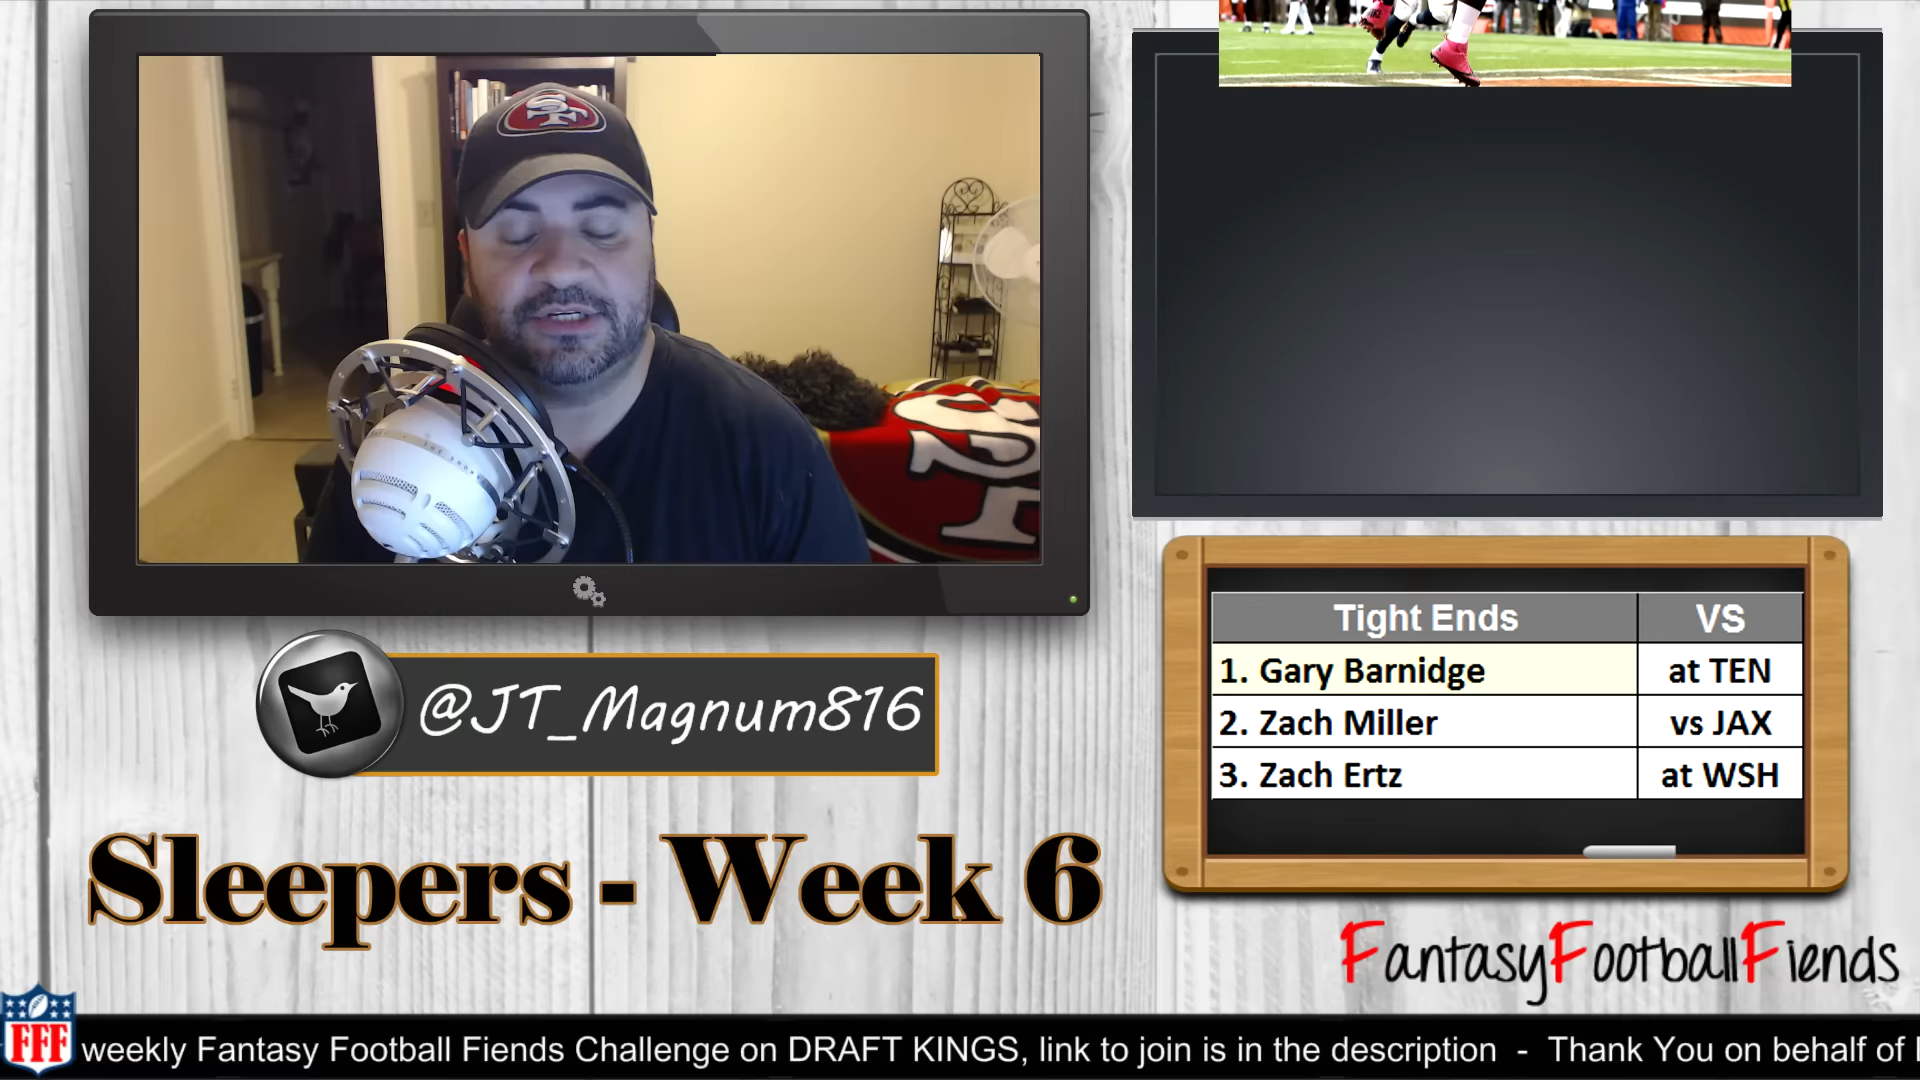 SF
SF
Tight Ends VS
1. Gary Barnidge at TEN
2. Zach Miller vs JAX
3. Zach Ertz at WSH
@JT_Magnum816
Sleepers - Week 6
FantasyFootballFiends
FFF
weekly Fantasy Football Fiends Challenge on DRAFT KINGS, link to join is in the description - Thank You on behalf of